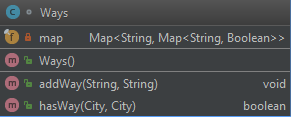 C Ways
f map Map<String, Map<String, Boolean>>
m Ways()
m addWay(String, String) void
m hasWay(City, City) boolean